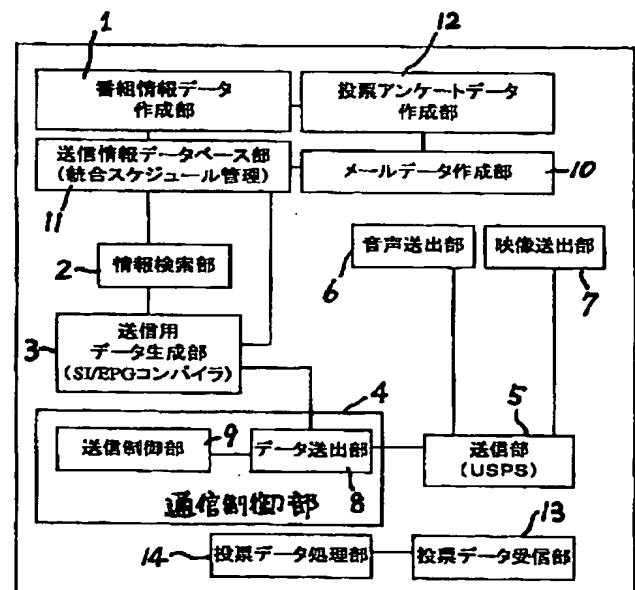 1
12
番組情報データ
作成部
投票アンケートデータ
作成部
送信情報データベース部
(統合スケジュール管理)
メールデータ作成部
10
11
2
情報検索部
音声送出部
映像送出部
6
7
3
送信用
データ生成部
(SI/EPGコンパイラ)
4
5
送信制御部
9
データ送出部
8
送信部
(USPS)
通信制御部
13
14
投票データ処理部
投票データ受信部